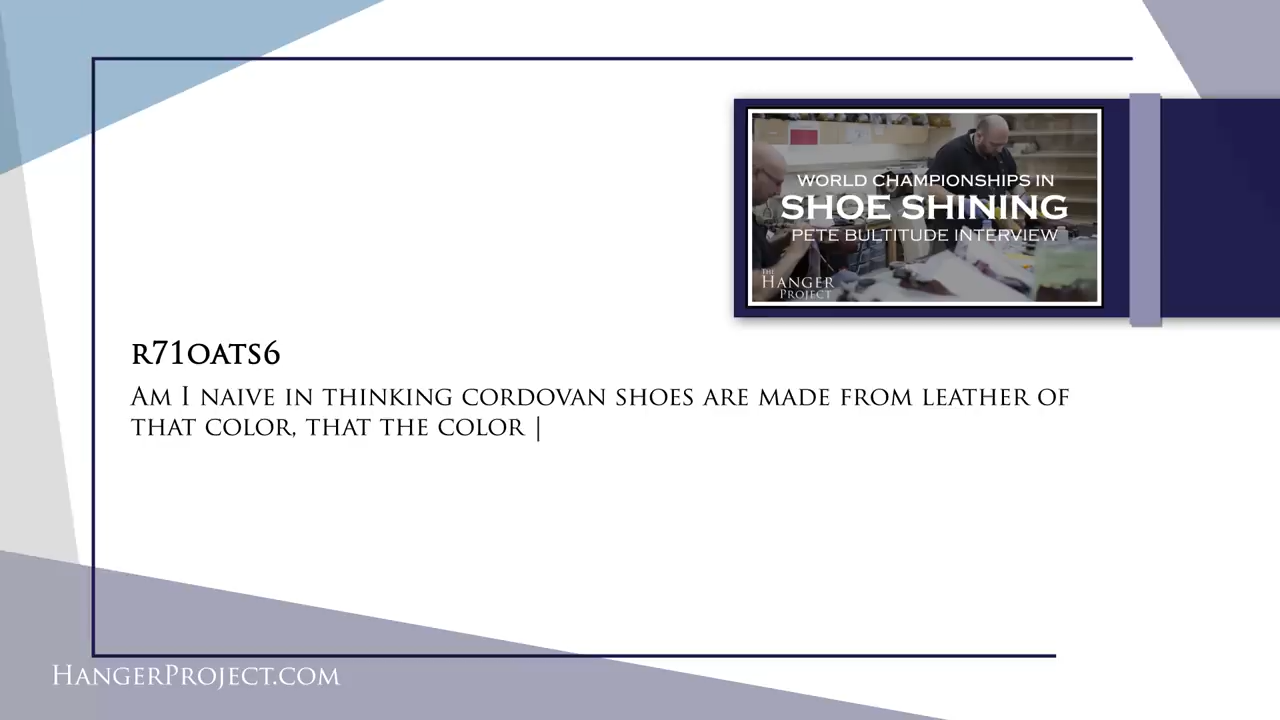 WORLD CHAMPIONSHIPS IN
SHOE SHINING
PETE BULTITUDE INTERVIEW
THE
HANGER
PROJECT
R71OATS6
AM I NAIVE IN THINKING CORDOVAN SHOES ARE MADE FROM LEATHER OF
THAT COLOR, THAT THE COLOR |
HANGERPROJECT.COM